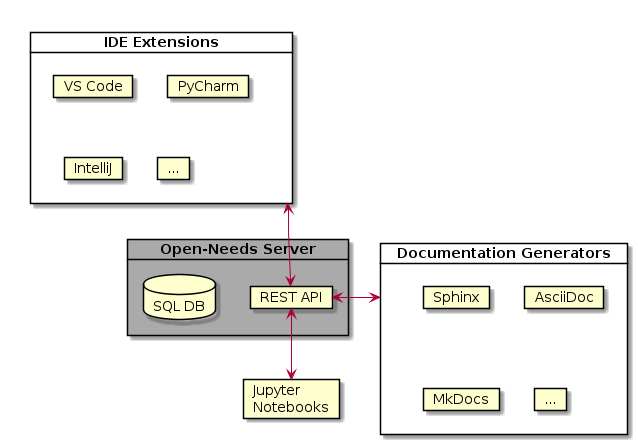 IDE Extensions
VS Code
PyCharm
IntelliJ
...
Open-Needs Server
SQL DB
REST API
Documentation Generators
Sphinx
AsciiDoc
MkDocs
...
Jupyter
Notebooks